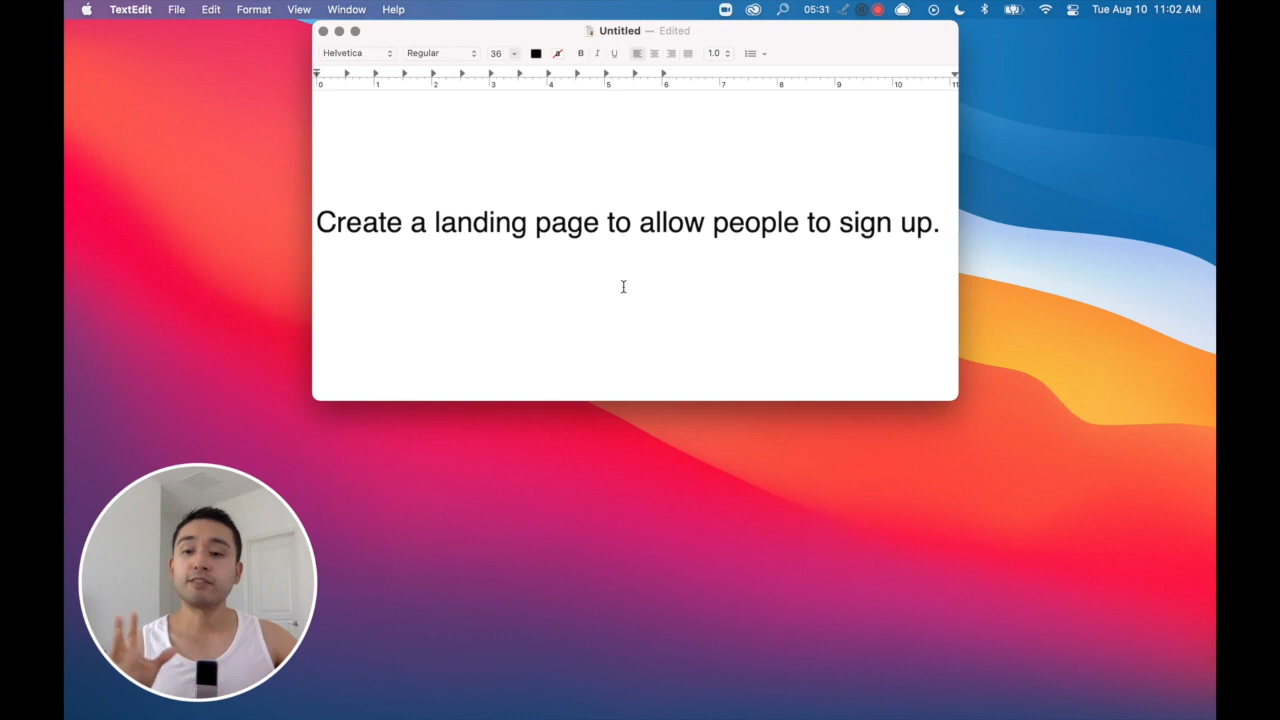 TextEdit File Edit Format View Window Help 05:31 Tue Aug 10 11:02 AM
Untitled — Edited
Helvetica Regular 36 a B I U 1.0
0 1 2 3 4 5 6 7 8 9 10 11
Create a landing page to allow people to sign up.